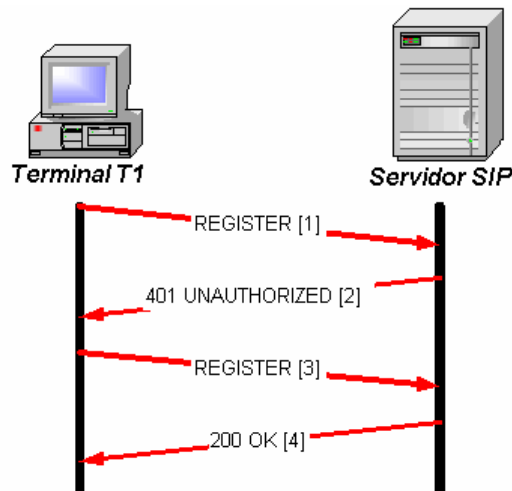 Terminal T1
Servidor SIP
REGISTER [1]
401 UNAUTHORIZED [2]
REGISTER [3]
200 OK [4]